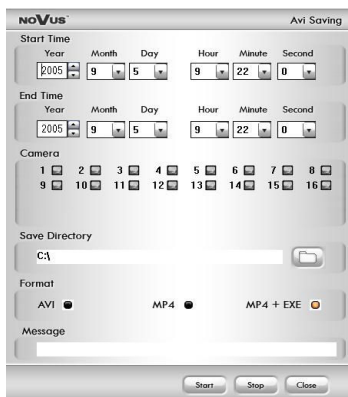 NOVUS Avi Saving
Start Time
Year Month Day Hour Minute Second
2005 9 5 9 22 0
End Time
Year Month Day Hour Minute Second
2005 9 5 9 22 0
Camera
1 2 3 4 5 6 7 8
9 10 11 12 13 14 15 16
Save Directory
C:\
Format
AVI MP4 MP4 + EXE
Message
Start Stop Close